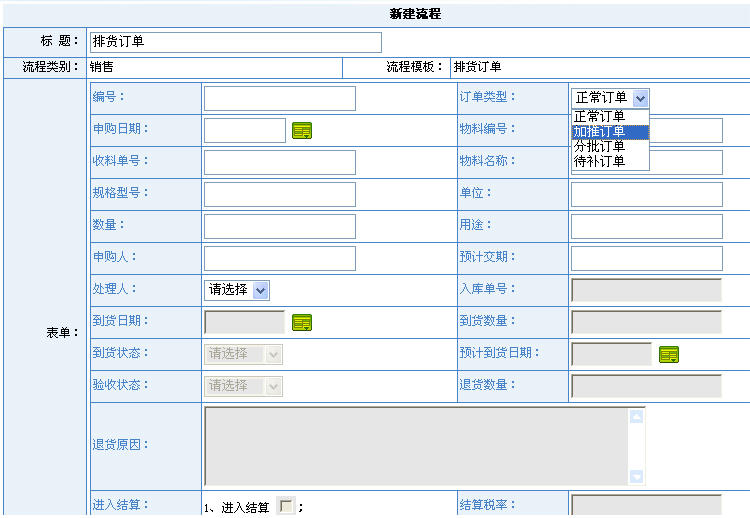 新建流程
标 题： 排货订单
流程类别： 销售 流程模板： 排货订单
表单：
编号： 订单类型： 正常订单
正常订单
加推订单
分批订单
待补订单
申购日期： 物料编号：
收料单号： 物料名称：
规格型号： 单位：
数量： 用途：
申购人： 预计交期：
处理人： 请选择 入库单号：
到货日期： 到货数量：
到货状态： 请选择 预计到货日期：
验收状态： 请选择 退货数量：
退货原因：
进入结算： 1、进入结算 ； 结算税率：